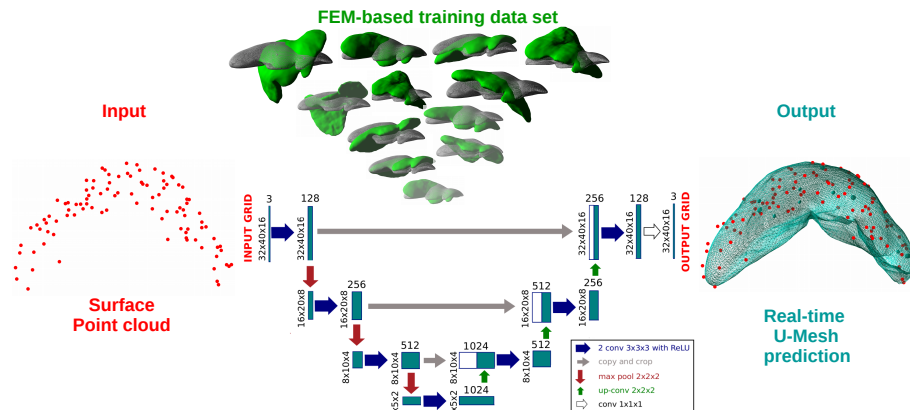 FEM-based training data set
Input
Output
Surface
Point cloud
INPUT GRID
3
32x40x16
128
32x40x16
256
32x40x16
128
32x40x16
3
32x40x16
OUTPUT GRID
16x20x8
256
16x20x8
512
16x20x8
256
16x20x8
8x10x4
512
8x10x4
1024
8x10x4
512
8x10x4
x5x2
1024
2 conv 3x3x3 with ReLU
copy and crop
max pool 2x2x2
up-conv 2x2x2
conv 1x1x1
Real-time
U-Mesh
prediction